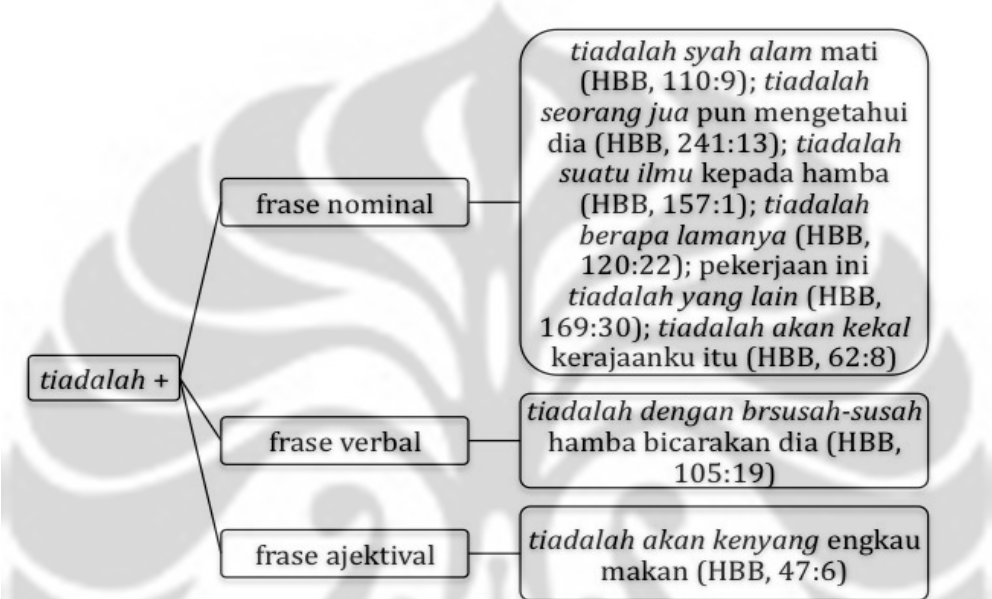 tiadalah +
frase nominal
tiadalah syah alam mati
(HBB, 110:9); tiadalah
seorang jua pun mengetahui
dia (HBB, 241:13); tiadalah
suatu ilmu kepada hamba
(HBB, 157:1); tiadalah
berapa lamanya (HBB,
120:22); pekerjaan ini
tiadalah yang lain (HBB,
169:30); tiadalah akan kekal
kerajaanku itu (HBB, 62:8)
frase verbal
tiadalah dengan brsusah-susah
hamba bicarakan dia (HBB,
105:19)
frase ajektival
tiadalah akan kenyang engkau
makan (HBB, 47:6)